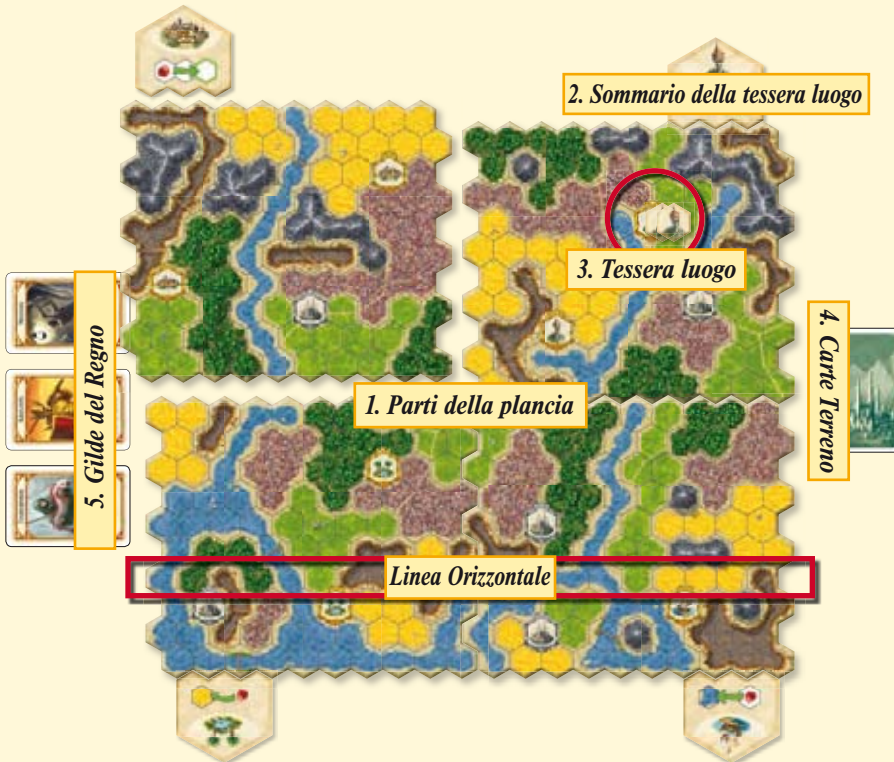 2. Sommario della tessera luogo
3. Tessera luogo
4. Carte Terreno
1. Parti della plancia
5. Gilde del Regno
Linea Orizzontale